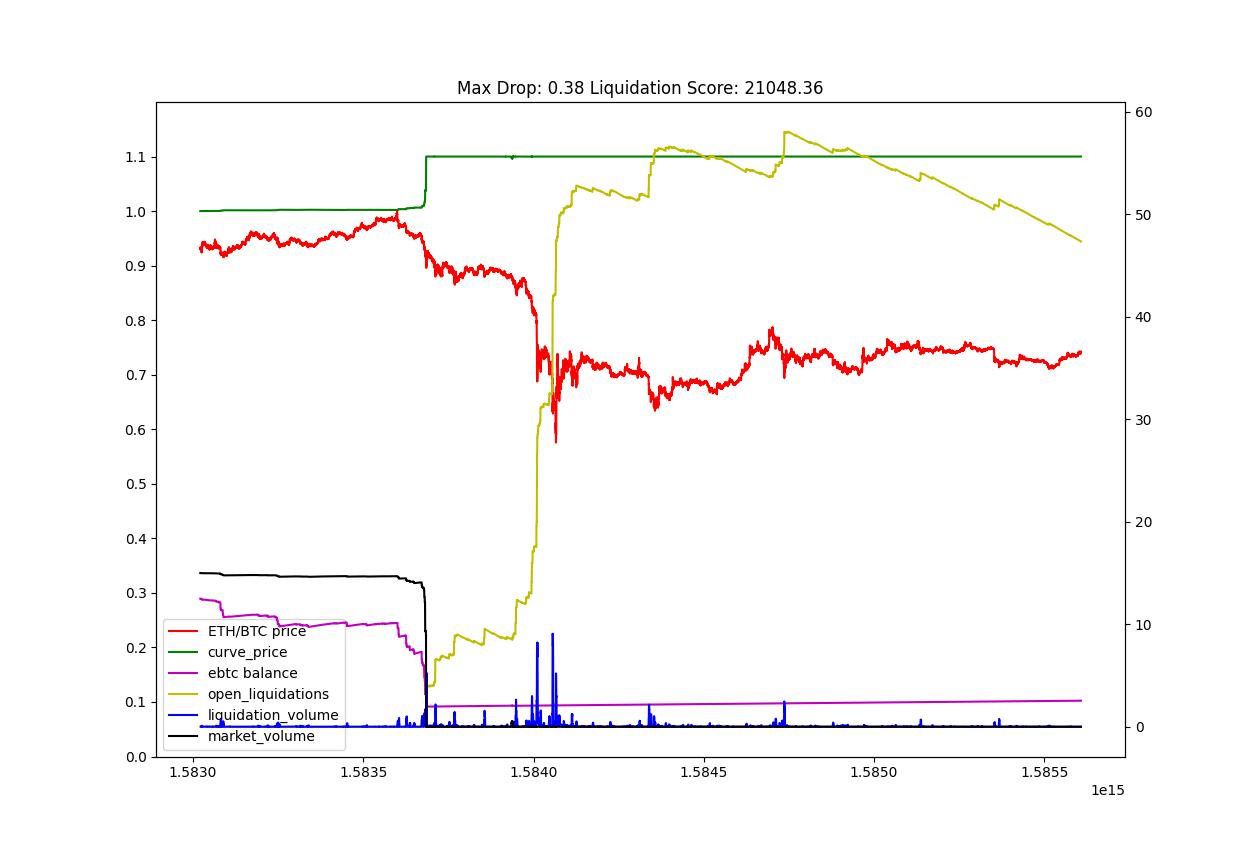 Max Drop: 0.38 Liquidation Score: 21048.36
1.1
1.0
0.9
0.8
0.7
0.6
0.5
0.4
0.3
0.2
0.1
0.0
60
50
40
30
20
10
0
ETH/BTC price
curve_price
ebtc balance
open_liquidations
liquidation_volume
market_volume
1.5830 1.5835 1.5840 1.5845 1.5850 1.5855
1e15